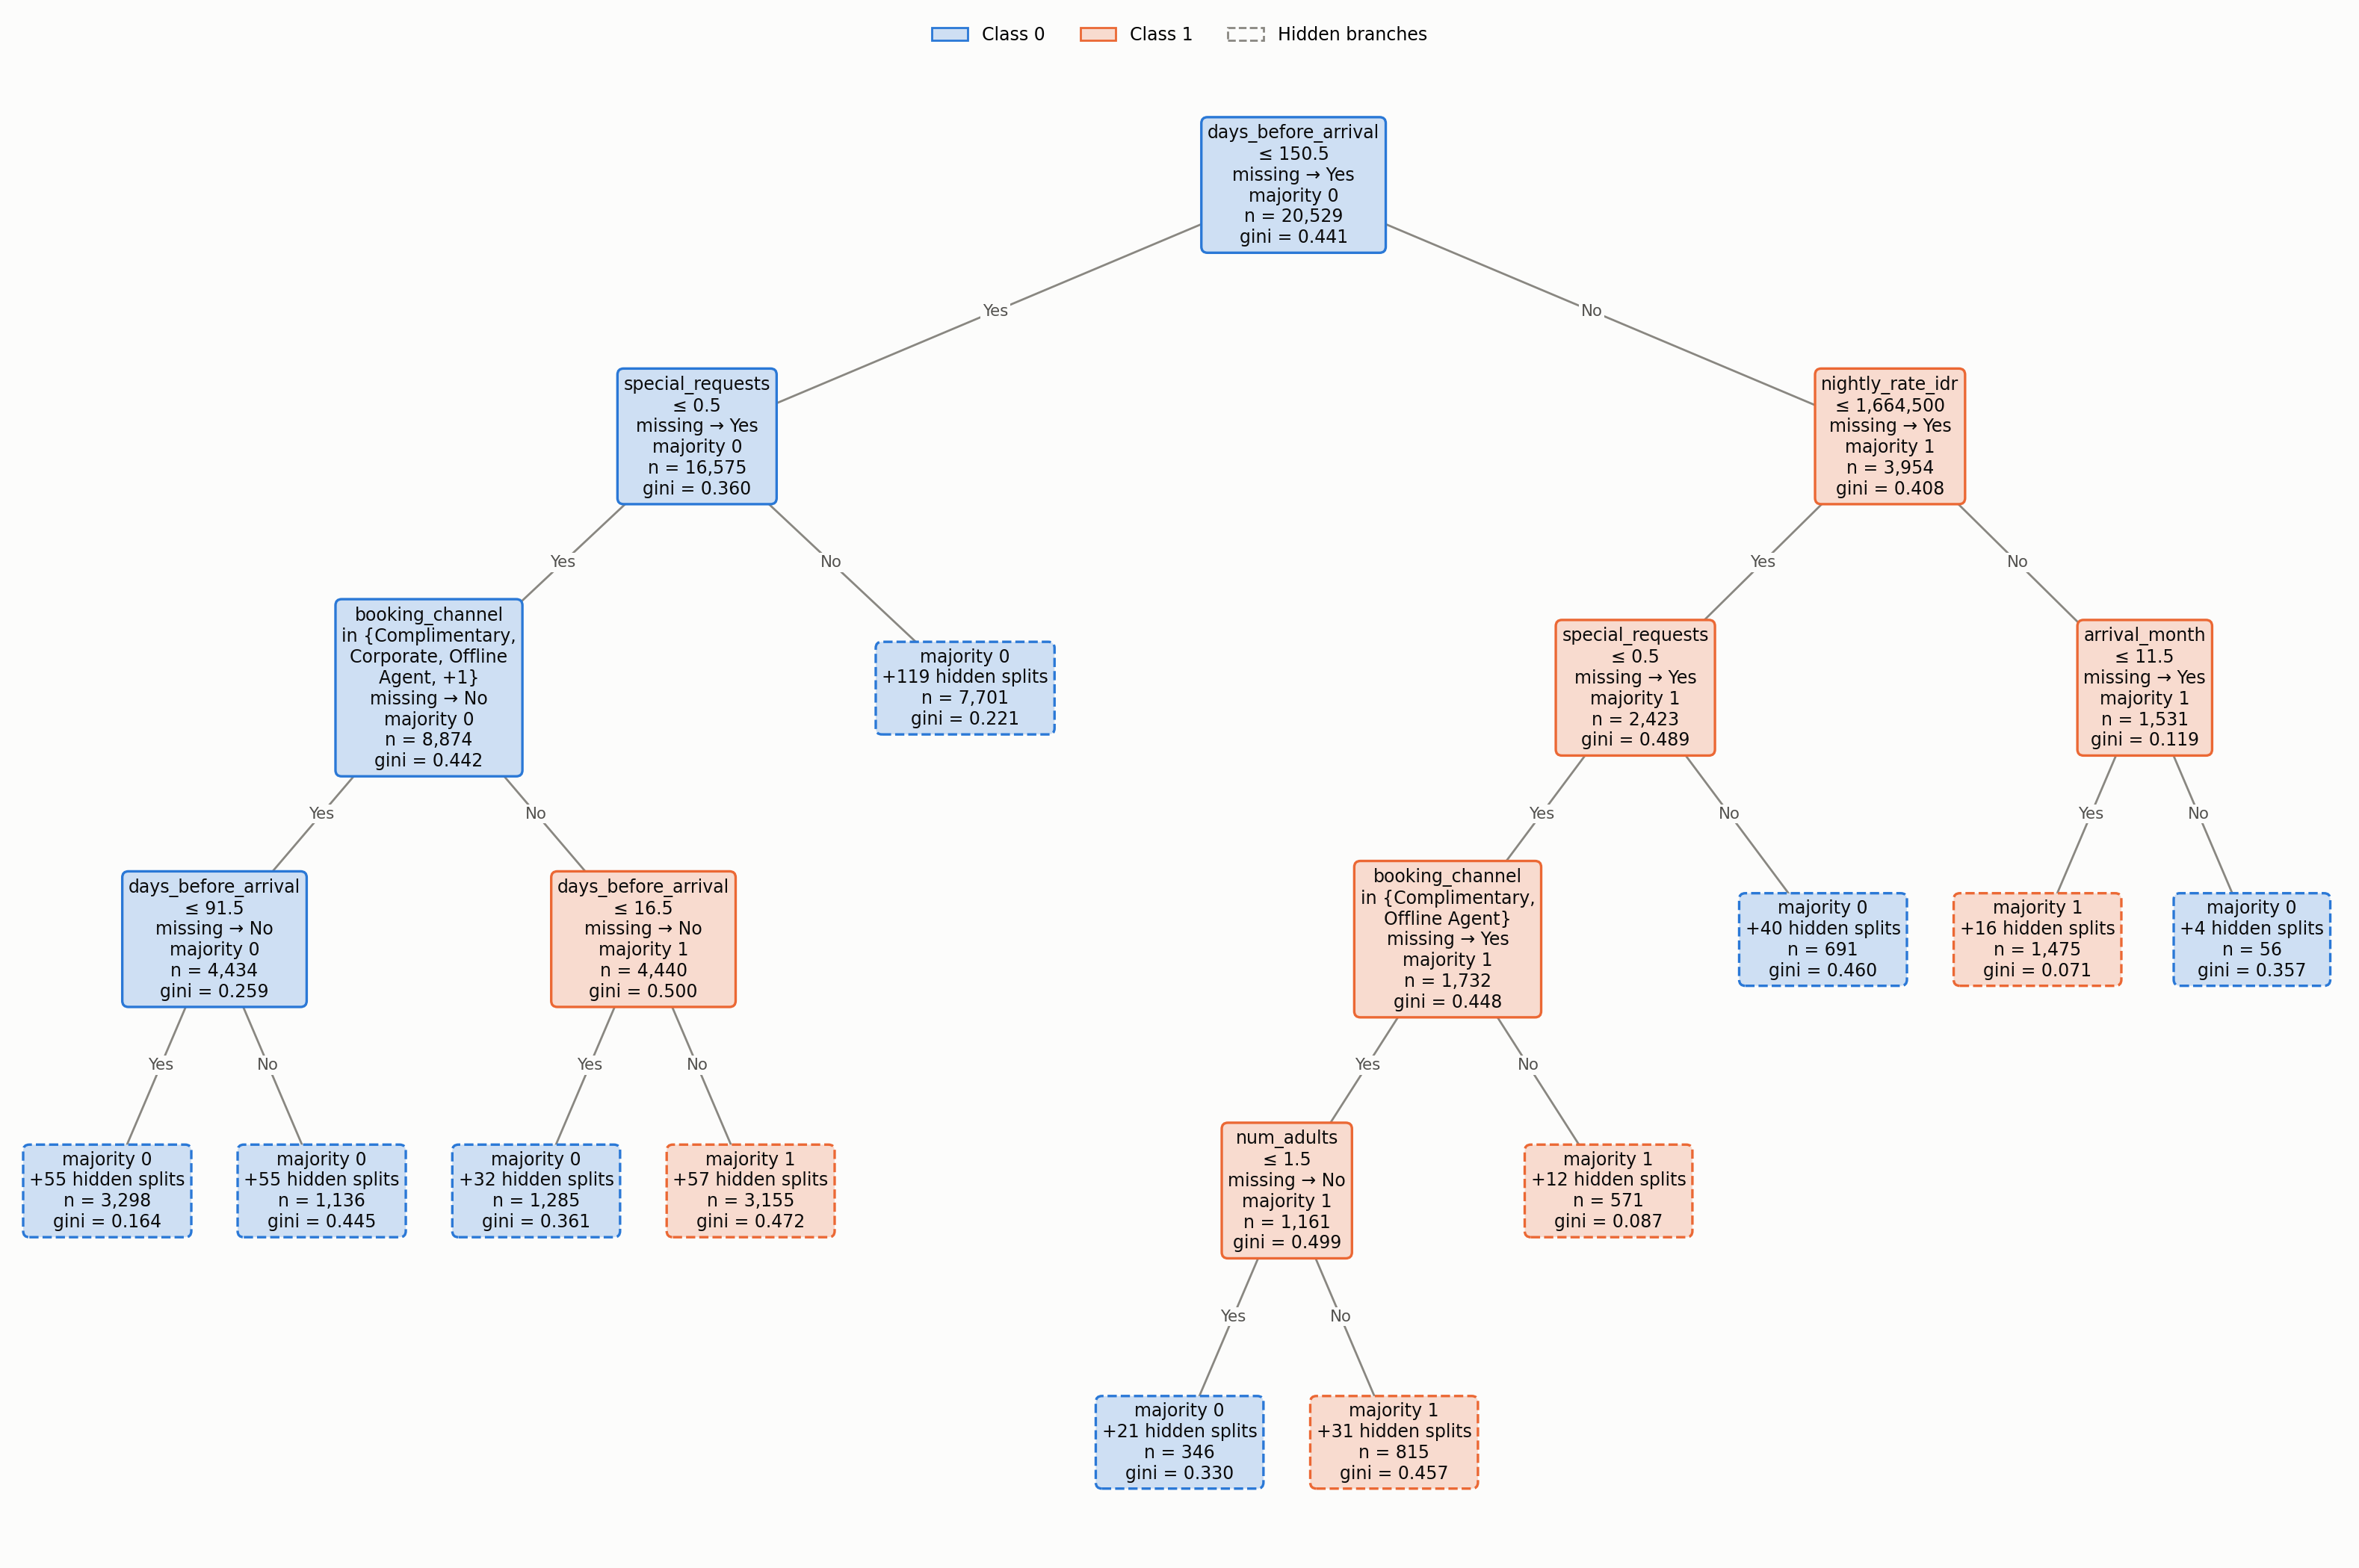 Class 0
Class 1
Hidden branches
days_before_arrival
≤ 150.5
missing → Yes
majority 0
n = 20,529
gini = 0.441
Yes
No
special_requests
≤ 0.5
missing → Yes
majority 0
n = 16,575
gini = 0.360
nightly_rate_idr
≤ 1,664,500
missing → Yes
majority 1
n = 3,954
gini = 0.408
Yes
No
Yes
No
booking_channel
in {Complimentary,
Corporate, Offline
Agent, +1}
missing → No
majority 0
n = 8,874
gini = 0.442
majority 0
+119 hidden splits
n = 7,701
gini = 0.221
special_requests
≤ 0.5
missing → Yes
majority 1
n = 2,423
gini = 0.489
arrival_month
≤ 11.5
missing → Yes
majority 1
n = 1,531
gini = 0.119
Yes
No
Yes
No
Yes
No
days_before_arrival
≤ 91.5
missing → No
majority 0
n = 4,434
gini = 0.259
days_before_arrival
≤ 16.5
missing → No
majority 1
n = 4,440
gini = 0.500
booking_channel
in {Complimentary,
Offline Agent}
missing → Yes
majority 1
n = 1,732
gini = 0.448
majority 0
+40 hidden splits
n = 691
gini = 0.460
majority 1
+16 hidden splits
n = 1,475
gini = 0.071
majority 0
+4 hidden splits
n = 56
gini = 0.357
Yes
No
Yes
No
Yes
No
majority 0
+55 hidden splits
n = 3,298
gini = 0.164
majority 0
+55 hidden splits
n = 1,136
gini = 0.445
majority 0
+32 hidden splits
n = 1,285
gini = 0.361
majority 1
+57 hidden splits
n = 3,155
gini = 0.472
num_adults
≤ 1.5
missing → No
majority 1
n = 1,161
gini = 0.499
majority 1
+12 hidden splits
n = 571
gini = 0.087
Yes
No
majority 0
+21 hidden splits
n = 346
gini = 0.330
majority 1
+31 hidden splits
n = 815
gini = 0.457